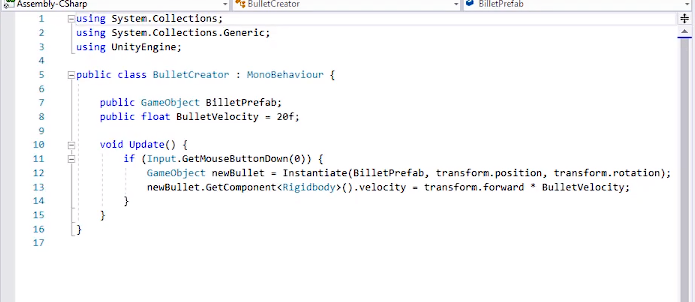 Assembly-CSharp BulletCreator BilletPrefab
1 using System.Collections;
2 using System.Collections.Generic;
3 using UnityEngine;
4
5 public class BulletCreator : MonoBehaviour {
6
7 public GameObject BilletPrefab;
8 public float BulletVelocity = 20f;
9
10 void Update() {
11 if (Input.GetMouseButtonDown(0)) {
12 GameObject newBullet = Instantiate(BilletPrefab, transform.position, transform.rotation);
13 newBullet.GetComponent<Rigidbody>().velocity = transform.forward * BulletVelocity;
14 }
15 }
16 }
17